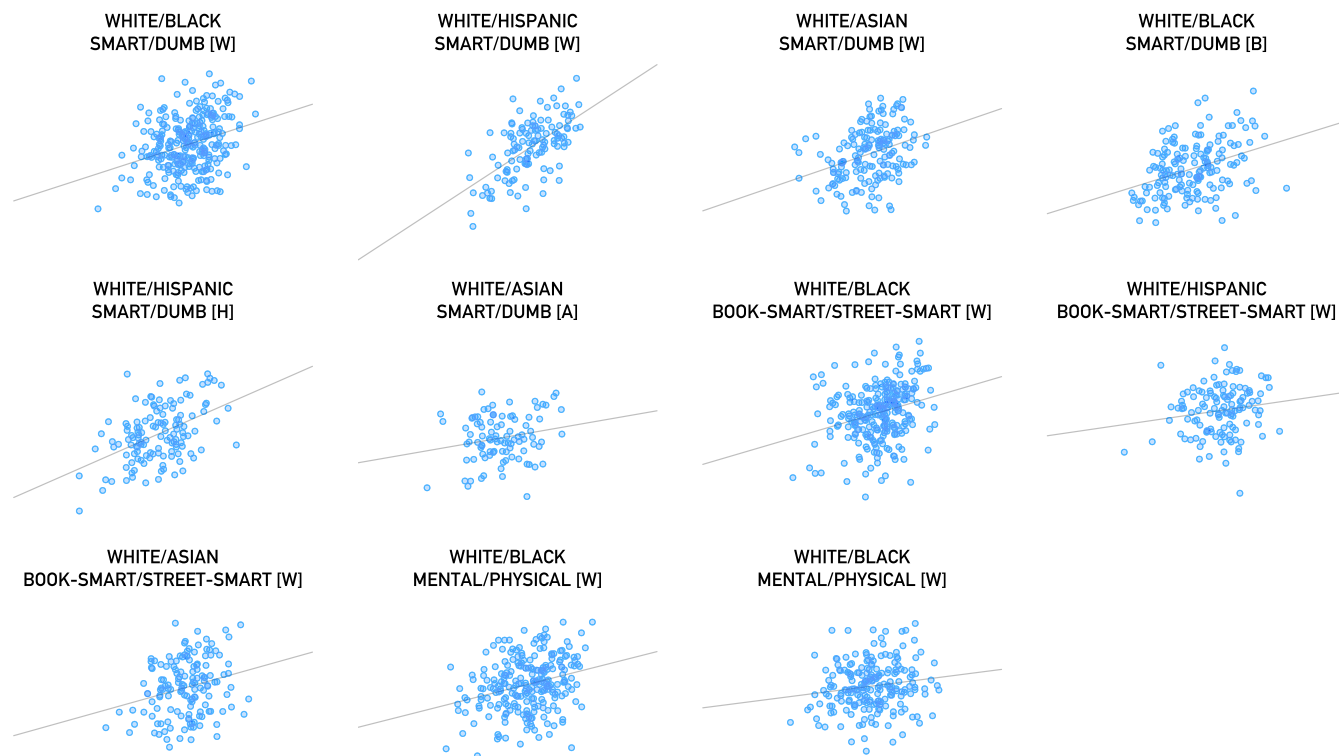 WHITE/BLACK
SMART/DUMB [W]
WHITE/HISPANIC
SMART/DUMB [W]
WHITE/ASIAN
SMART/DUMB [W]
WHITE/BLACK
SMART/DUMB [B]
WHITE/HISPANIC
SMART/DUMB [H]
WHITE/ASIAN
SMART/DUMB [A]
WHITE/BLACK
BOOK-SMART/STREET-SMART [W]
WHITE/HISPANIC
BOOK-SMART/STREET-SMART [W]
WHITE/ASIAN
BOOK-SMART/STREET-SMART [W]
WHITE/BLACK
MENTAL/PHYSICAL [W]
WHITE/BLACK
MENTAL/PHYSICAL [W]